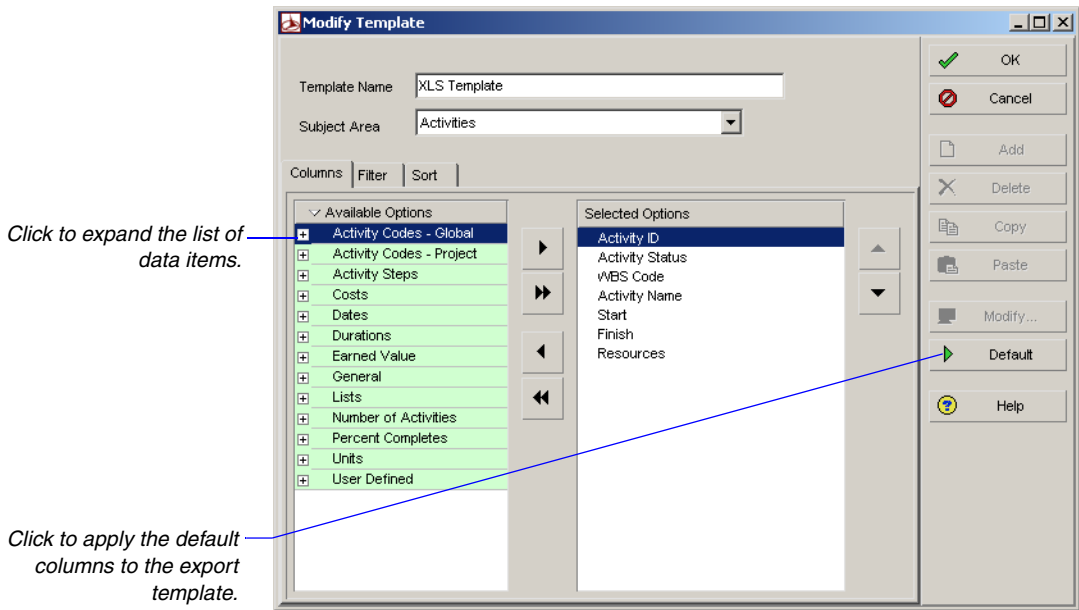 Modify Template
Template Name XLS Template
Subject Area Activities
Columns Filter Sort
Available Options
Activity Codes - Global
Activity Codes - Project
Activity Steps
Costs
Dates
Durations
Earned Value
General
Lists
Number of Activities
Percent Completes
Units
User Defined
Selected Options
Activity ID
Activity Status
WBS Code
Activity Name
Start
Finish
Resources
OK
Cancel
Add
Delete
Copy
Paste
Modify...
Default
Help
Click to expand the list of
data items.
Click to apply the default
columns to the export
template.